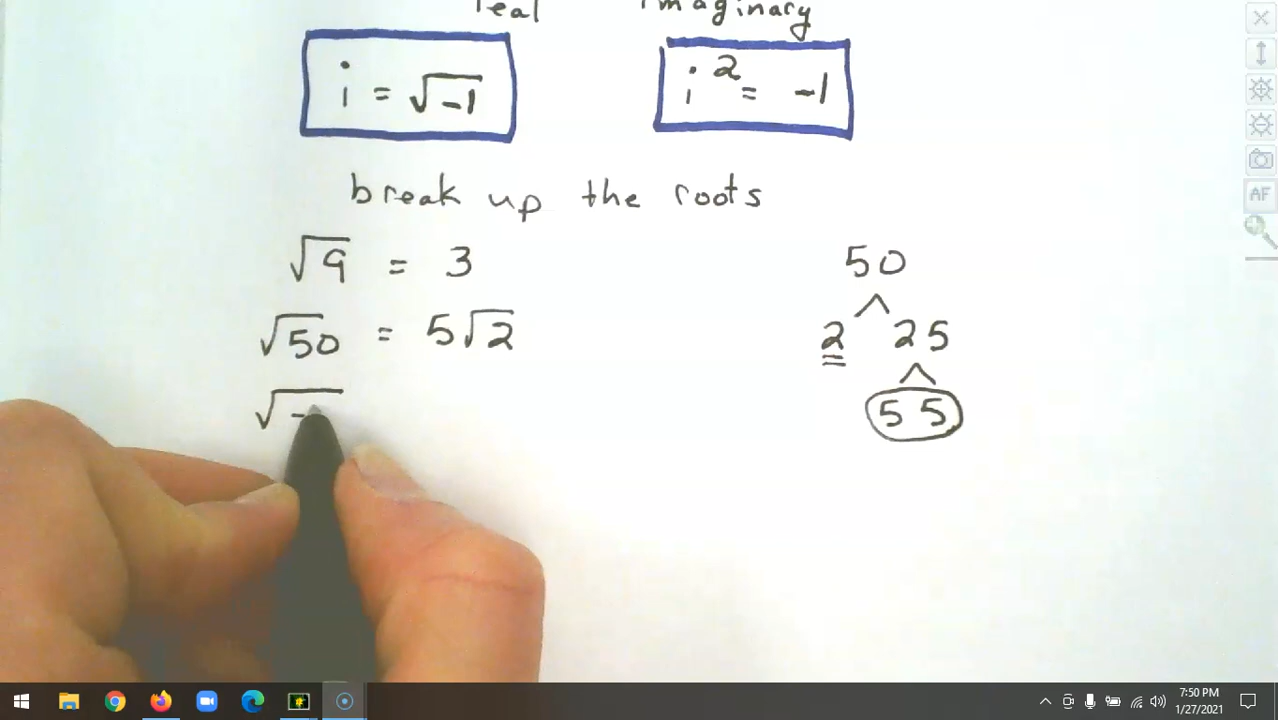 real imaginary
i = √-1 i² = -1
break up the roots
√9 = 3 50
√50 = 5√2 2 25
√- 5 5
AF
7:50 PM
1/27/2021